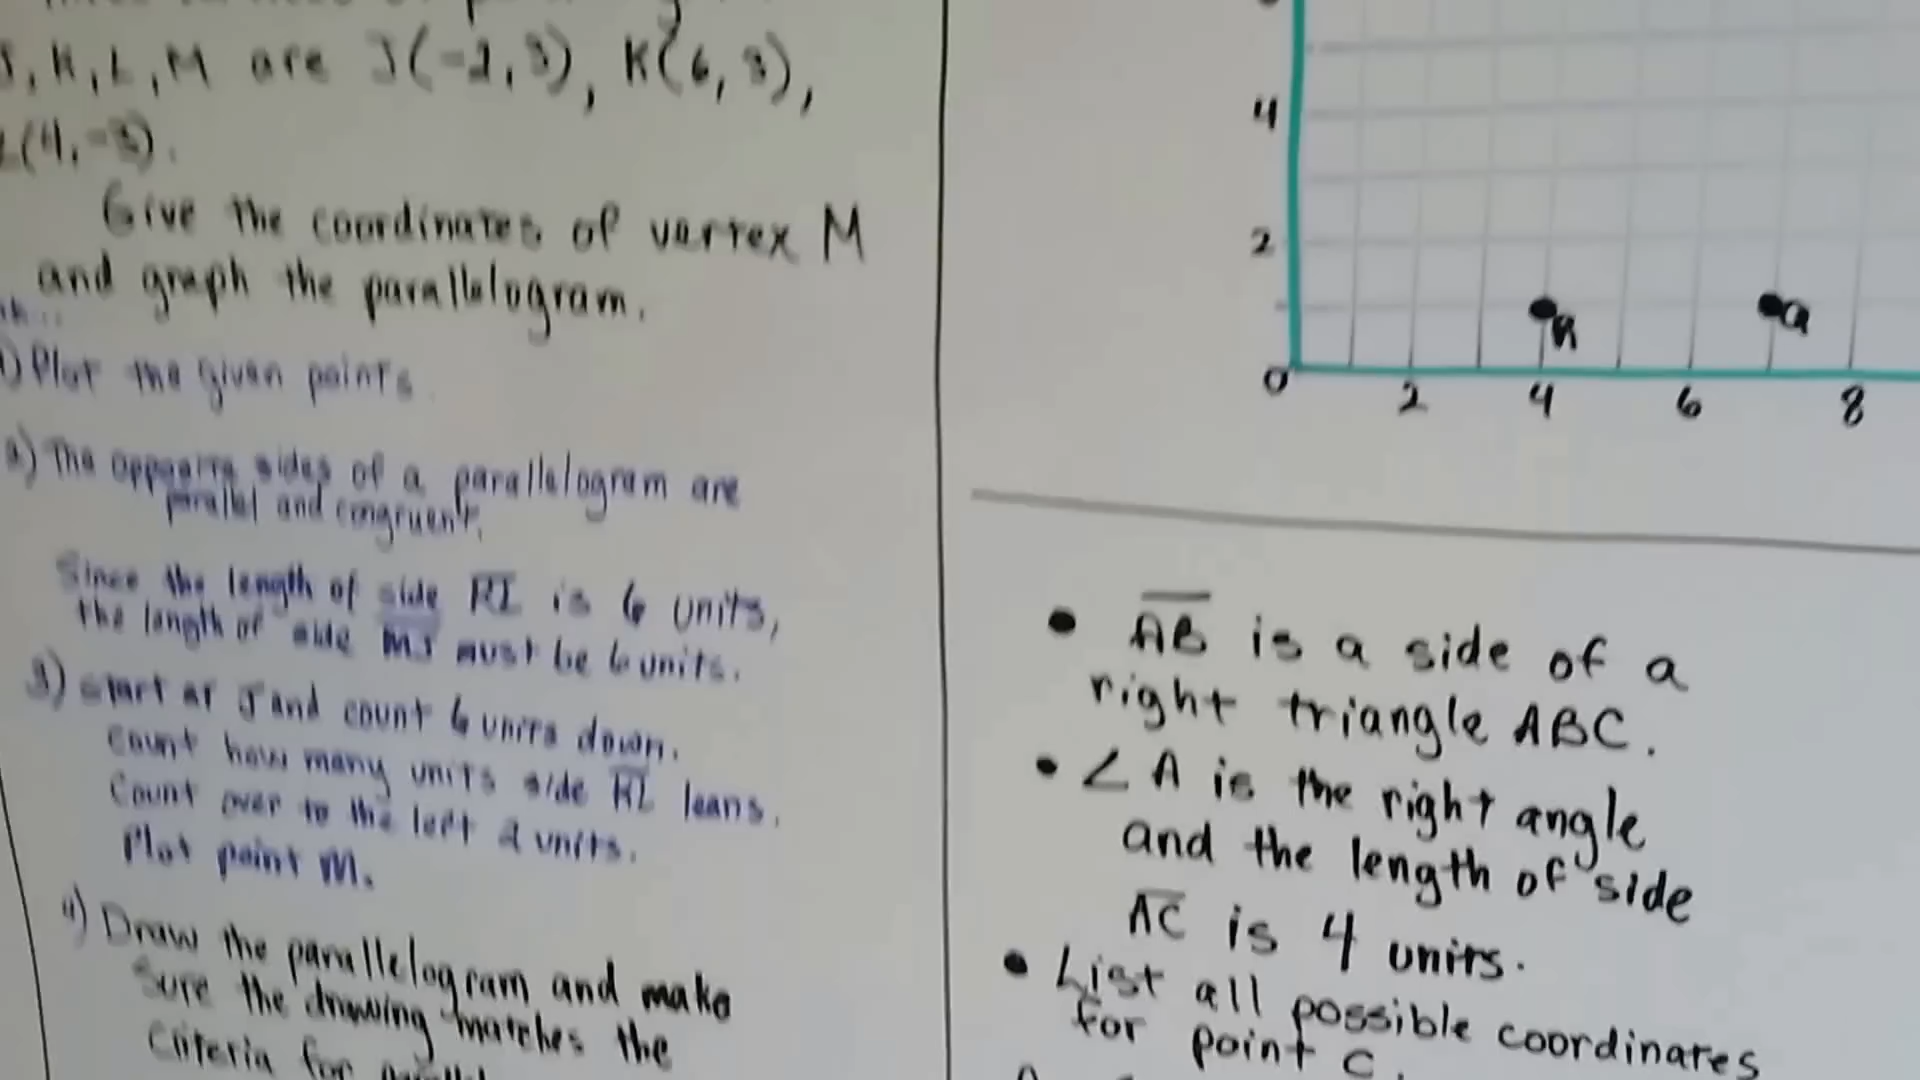 J, K, L, M are J(-2, 3), K(6, 3),
L(4, -3).
Give the coordinates of vertex M
and graph the parallelogram.
1) Plot the given points
2) The opposite sides of a parallelogram are
parallel and congruent.
Since the length of side KL is 6 units,
the length of side MJ must be 6 units.
3) Start at J and count 6 units down.
Count how many units side KL leans.
Count over to the left 2 units.
Plot point M.
4) Draw the parallelogram and make
sure the drawing matches the
criteria for
4
2
0
2
4
6
8
• AB is a side of a
right triangle ABC.
• ∠A is the right angle
and the length of side
AC is 4 units.
• List all possible coordinates
for point C.